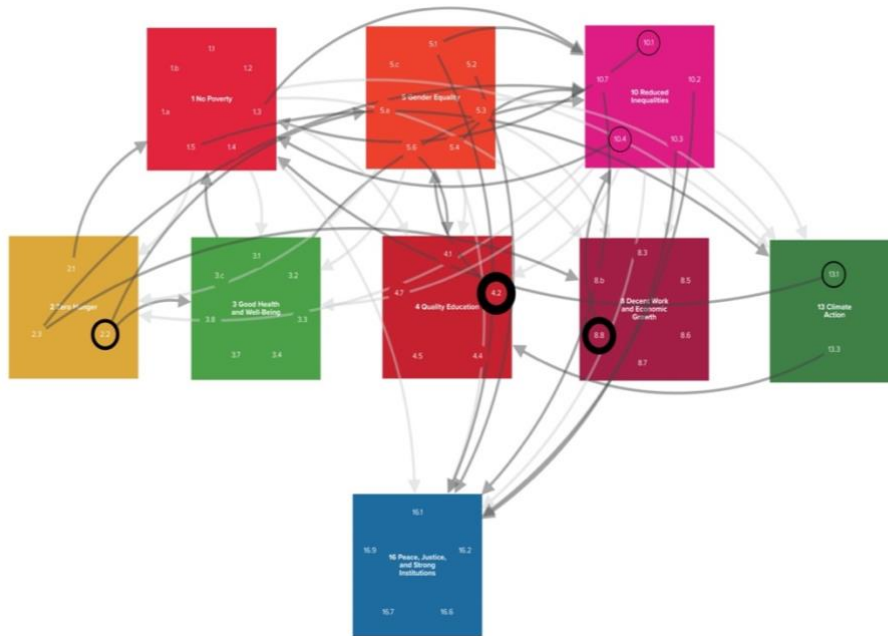 1.1
1.b 1.2
1 No Poverty
1.a 1.3
1.5 1.4
5.1
5.c 5.2
5 Gender Equality
5.a 5.3
5.6 5.4
10.1
10.7 10.2
10 Reduced
Inequalities
10.4 10.3
2.1
2 Zero Hunger
2.3 2.2
3.1
3.c 3.2
3 Good Health
and Well-Being
3.8 3.3
3.7 3.4
4.1
4.7 4.2
4 Quality Education
4.5 4.4
8.3
8.b 8.5
8 Decent Work
and Economic
Growth
8.8 8.6
8.7
13.1
13 Climate
Action
13.3
16.1
16.9 16.2
16 Peace, Justice,
and Strong
Institutions
16.7 16.6